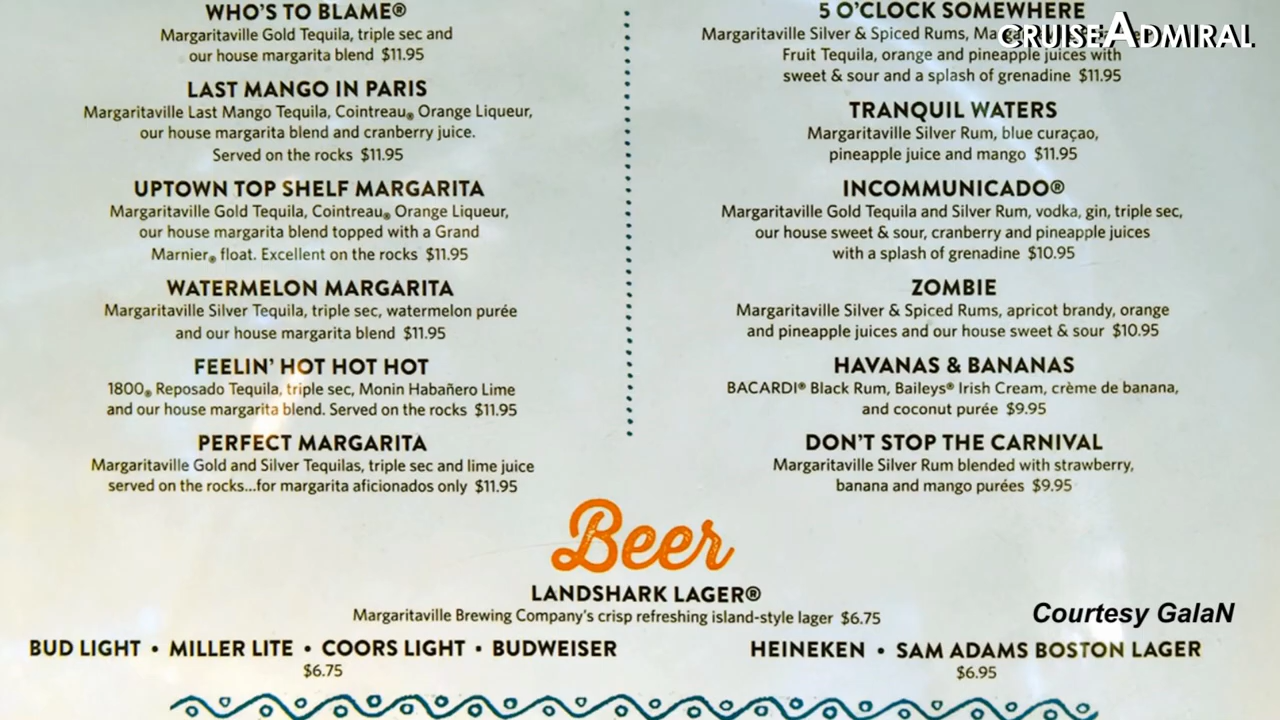 WHO'S TO BLAME®
Margaritaville Gold Tequila, triple sec and
our house margarita blend $11.95
LAST MANGO IN PARIS
Margaritaville Last Mango Tequila, Cointreau® Orange Liqueur,
our house margarita blend and cranberry juice.
Served on the rocks $11.95
UPTOWN TOP SHELF MARGARITA
Margaritaville Gold Tequila, Cointreau® Orange Liqueur,
our house margarita blend topped with a Grand
Marnier® float. Excellent on the rocks $11.95
WATERMELON MARGARITA
Margaritaville Silver Tequila, triple sec, watermelon purée
and our house margarita blend $11.95
FEELIN' HOT HOT HOT
1800® Reposado Tequila, triple sec, Monin Habañero Lime
and our house margarita blend. Served on the rocks $11.95
PERFECT MARGARITA
Margaritaville Gold and Silver Tequilas, triple sec and lime juice
served on the rocks...for margarita aficionados only $11.95
5 O'CLOCK SOMEWHERE
Margaritaville Silver & Spiced Rums,
Fruit Tequila, orange and pineapple juices with
sweet & sour and a splash of grenadine $11.95
TRANQUIL WATERS
Margaritaville Silver Rum, blue curaçao,
pineapple juice and mango $11.95
INCOMMUNICADO®
Margaritaville Gold Tequila and Silver Rum, vodka, gin, triple sec,
our house sweet & sour, cranberry and pineapple juices
with a splash of grenadine $10.95
ZOMBIE
Margaritaville Silver & Spiced Rums, apricot brandy, orange
and pineapple juices and our house sweet & sour $10.95
HAVANAS & BANANAS
BACARDI® Black Rum, Baileys® Irish Cream, crème de banana,
and coconut purée $9.95
DON'T STOP THE CARNIVAL
Margaritaville Silver Rum blended with strawberry,
banana and mango purées $9.95
CRUISEADMIRAL.
Beer
LANDSHARK LAGER®
Margaritaville Brewing Company's crisp refreshing island-style lager $6.75
Courtesy GalaN
BUD LIGHT • MILLER LITE • COORS LIGHT • BUDWEISER
$6.75
HEINEKEN • SAM ADAMS BOSTON LAGER
$6.95